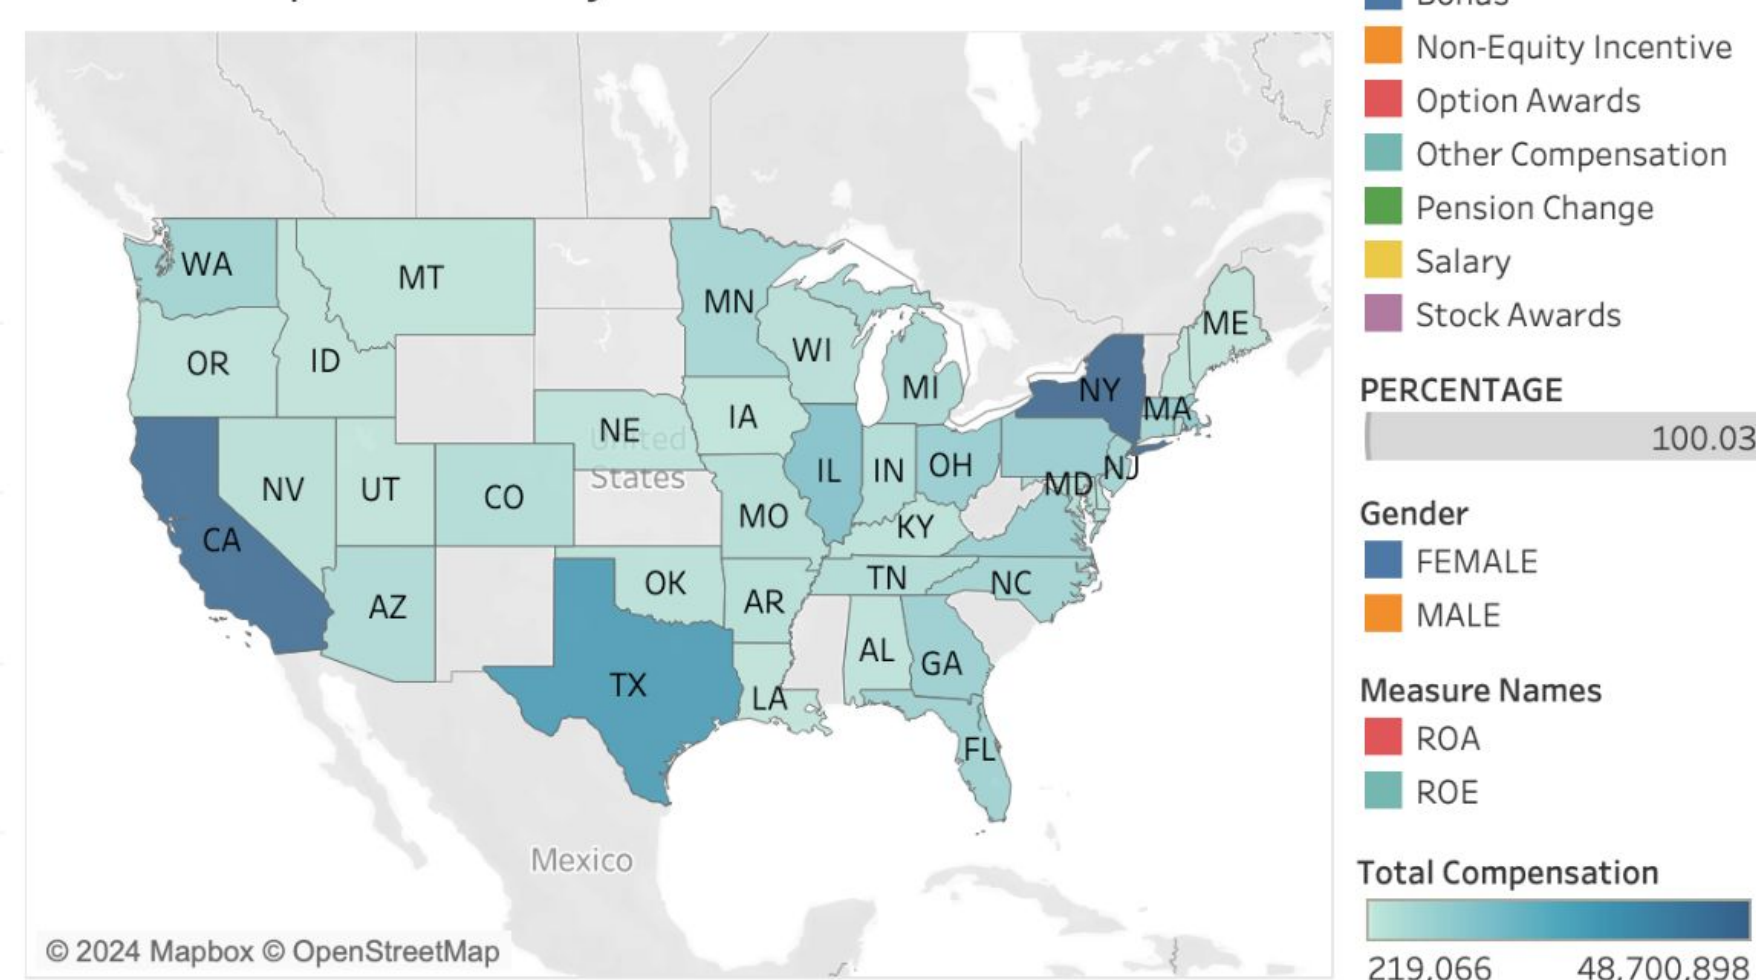 Bonus
Non-Equity Incentive
Option Awards
Other Compensation
Pension Change
Salary
Stock Awards
PERCENTAGE
100.03
Gender
FEMALE
MALE
Measure Names
ROA
ROE
Total Compensation
219,066 48,700,898
WA
MT
MN
ME
OR
ID
WI
MI
NY
MA
NE
IA
United
States
NV
UT
CO
IL
IN
OH
NJ
MD
CA
MO
KY
AZ
OK
AR
TN
NC
TX
LA
AL
GA
FL
Mexico
© 2024 Mapbox © OpenStreetMap